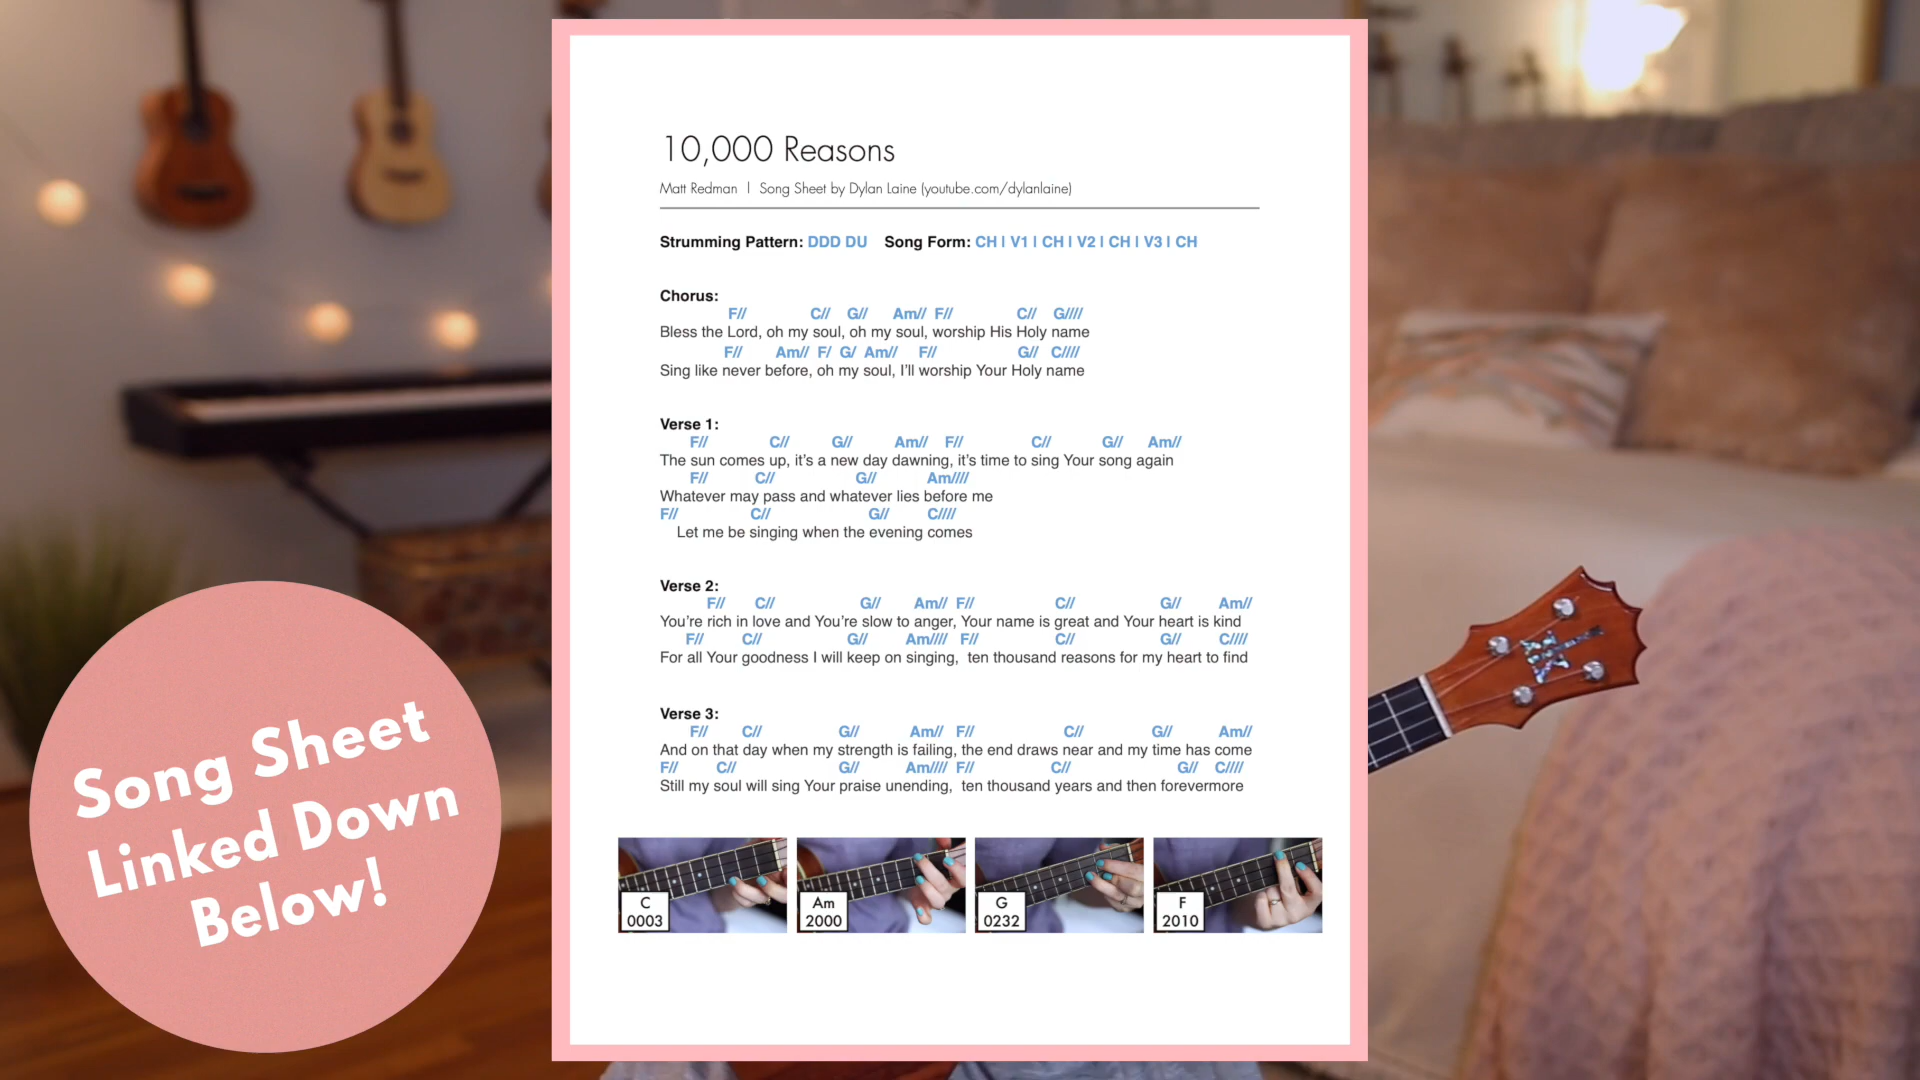 10,000 Reasons
Matt Redman | Song Sheet by Dylan Laine (youtube.com/dylanlaine)
Strumming Pattern: DDD DU Song Form: CH | V1 | CH | V2 | CH | V3 | CH
Chorus:
F// C// G// Am// F// C// G////
Bless the Lord, oh my soul, oh my soul, worship His Holy name
F// Am// F/ G/ Am// F// G// C////
Sing like never before, oh my soul, I'll worship Your Holy name
Verse 1:
F// C// G// Am// F// C// G// Am//
The sun comes up, it's a new day dawning, it's time to sing Your song again
F// C// G// Am////
Whatever may pass and whatever lies before me
F// C// G// C////
Let me be singing when the evening comes
Verse 2:
F// C// G// Am// F// C// G// Am//
You're rich in love and You're slow to anger, Your name is great and Your heart is kind
F// C// G// Am//// F// C// G// C////
For all Your goodness I will keep on singing, ten thousand reasons for my heart to find
Verse 3:
F// C// G// Am// F// C// G// Am//
And on that day when my strength is failing, the end draws near and my time has come
F// C// G// Am//// F// C// G// C////
Still my soul will sing Your praise unending, ten thousand years and then forevermore
C
0003
Am
2000
G
0232
F
2010
Song Sheet
Linked Down
Below!